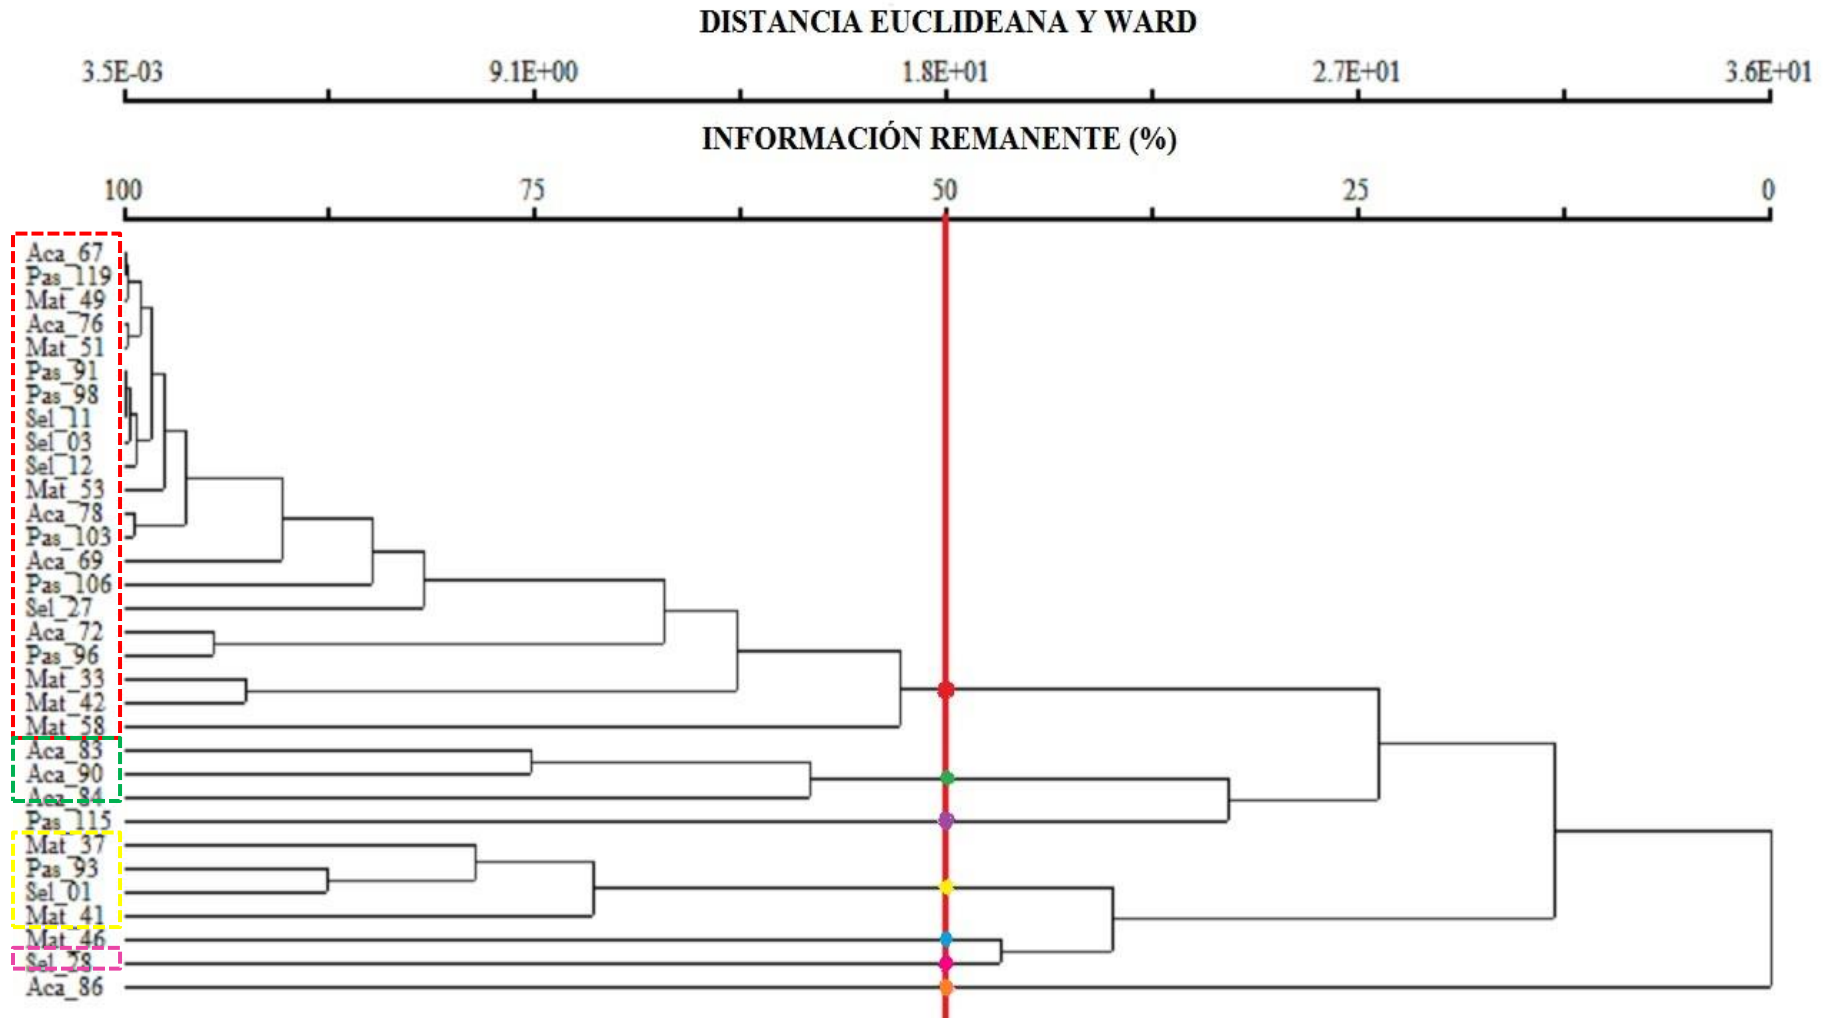 DISTANCIA EUCLIDEANA Y WARD
3.5E-03 9.1E+00 1.8E+01 2.7E+01 3.6E+01
INFORMACIÓN REMANENTE (%)
100 75 50 25 0
Aca_67
Pas_119
Mat_49
Aca_76
Mat_51
Pas_91
Pas_98
Sel_11
Sel_03
Sel_12
Mat_53
Aca_78
Pas_103
Aca_69
Pas_106
Sel_27
Aca_72
Pas_96
Mat_33
Mat_42
Mat_58
Aca_83
Aca_90
Aca_84
Pas_115
Mat_37
Pas_93
Sel_01
Mat_41
Mat_46
Sel_28
Aca_86